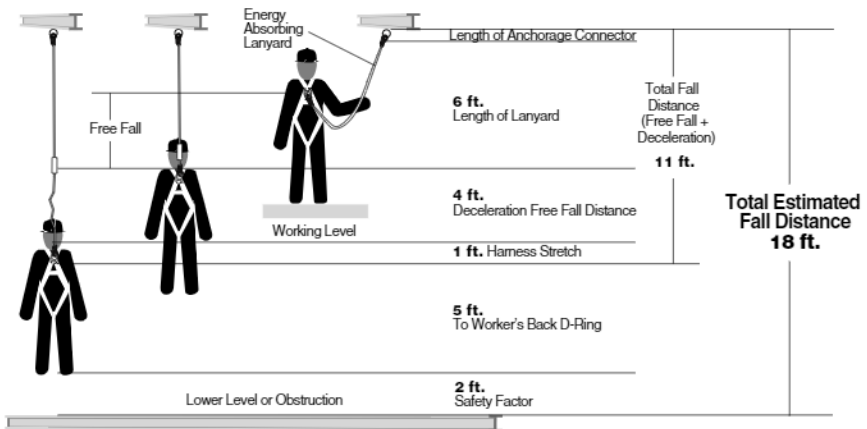 Energy
Absorbing
Lanyard
Length of Anchorage Connector
Free Fall
6 ft.
Length of Lanyard
Total Fall
Distance
(Free Fall +
Deceleration)
11 ft.
4 ft.
Deceleration Free Fall Distance
Working Level
1 ft. Harness Stretch
Total Estimated
Fall Distance
18 ft.
5 ft.
To Worker's Back D-Ring
Lower Level or Obstruction
2 ft.
Safety Factor